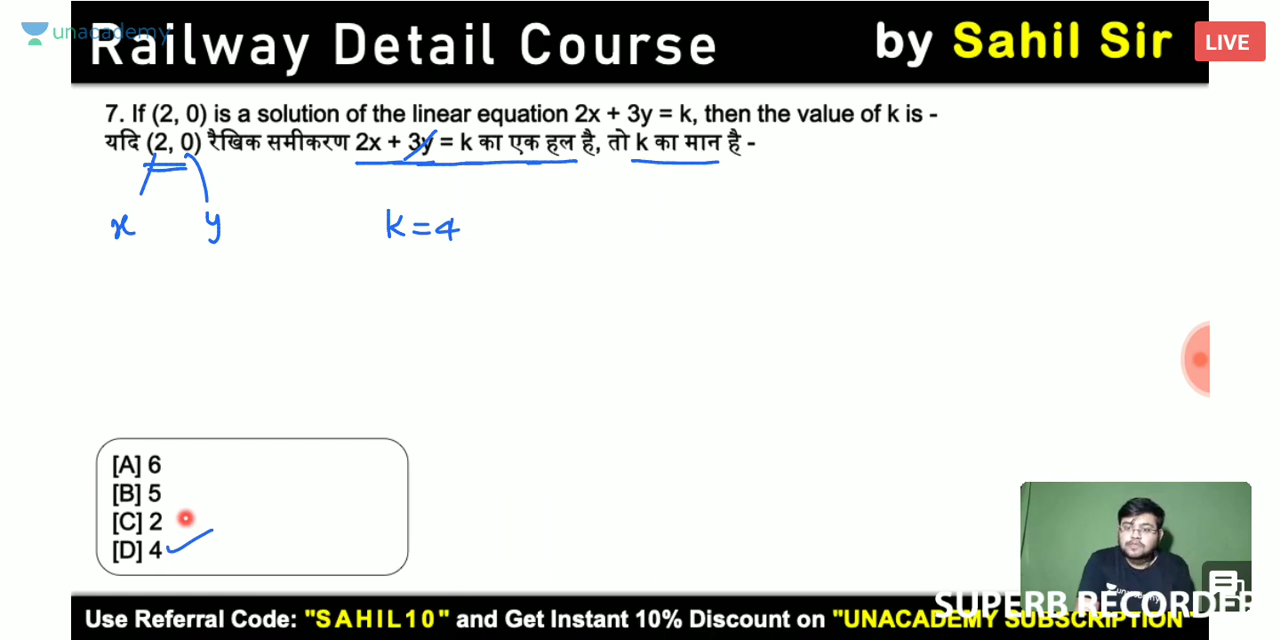 unacademy
Railway Detail Course
by Sahil Sir
LIVE
7. If (2, 0) is a solution of the linear equation 2x + 3y = k, then the value of k is -
यदि (2, 0) रैखिक समीकरण 2x + 3y = k का एक हल है, तो k का मान है -
x y k = 4
[A] 6
[B] 5
[C] 2
[D] 4
unacademy
SUPERB RECORDER
Use Referral Code: "SAHIL10" and Get Instant 10% Discount on "UNACADEMY SUBSCRIPTION"